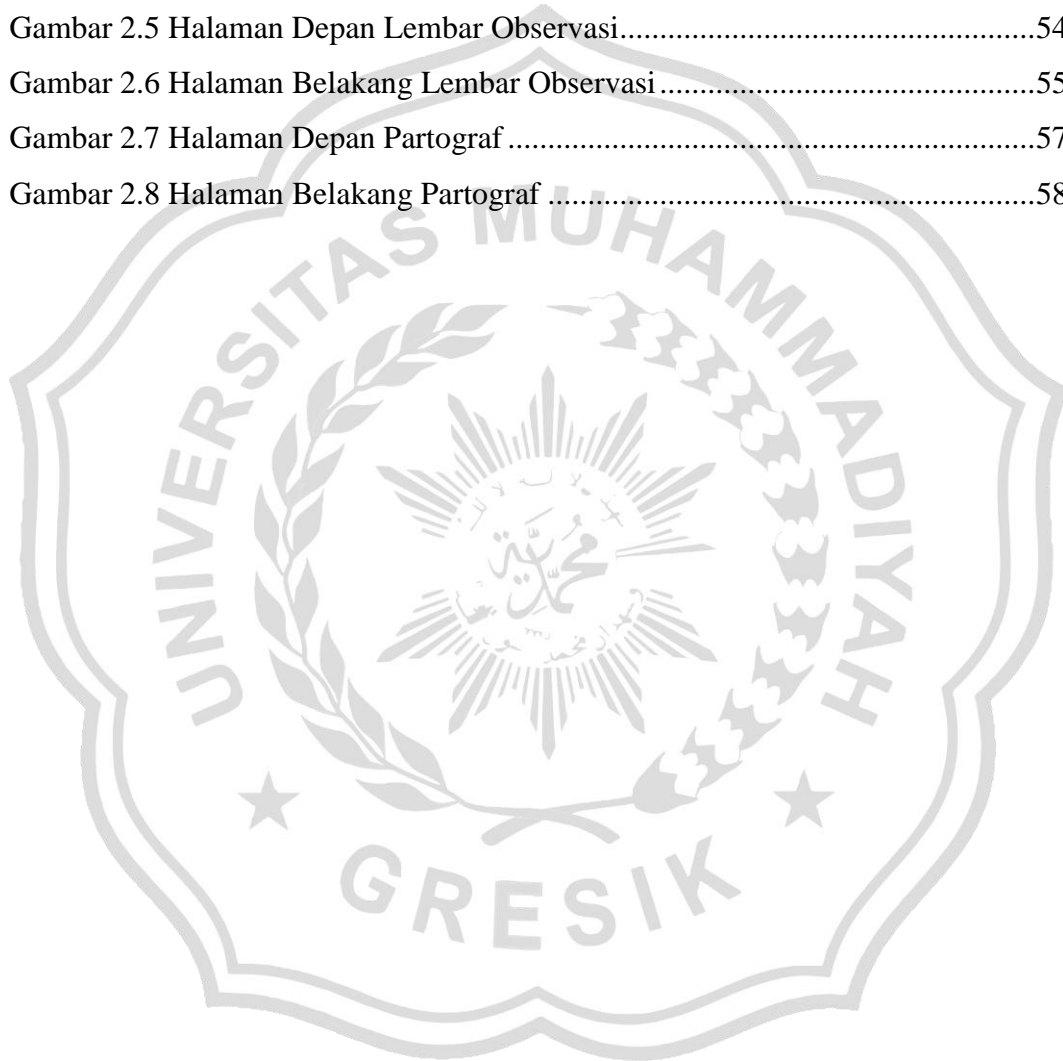 Gambar 2.5 Halaman Depan Lembar Observasi....................................................54
Gambar 2.6 Halaman Belakang Lembar Observasi...............................................55
Gambar 2.7 Halaman Depan Partograf..................................................................57
Gambar 2.8 Halaman Belakang Partograf.............................................................58
UNIVERSITAS MUHAMMADIYAH
GRESIK